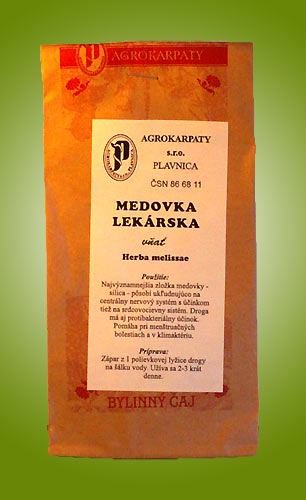 AGROKARPATY
AGROKARPATY
s.r.o.
PLAVNICA
ČSN 86 68 11
MEDOVKA
LEKÁRSKA
vňať
Herba melissae
Použitie:
Najvýznamnejšia zložka medovky -
silica - pôsobí ukľudnujúco na
centrálny nervový systém s účinkom
tiež na srdcovocievny sistém. Droga
má aj protibakteriálny účinok.
Pomáha pri menštruačných
bolestiach a v klimaktériu.
Príprava:
Zápar z 1 polievkovej lyžice drogy
na šálku vody. Užíva sa 2-3 krát
denne.
BYLINNÝ ČAJ